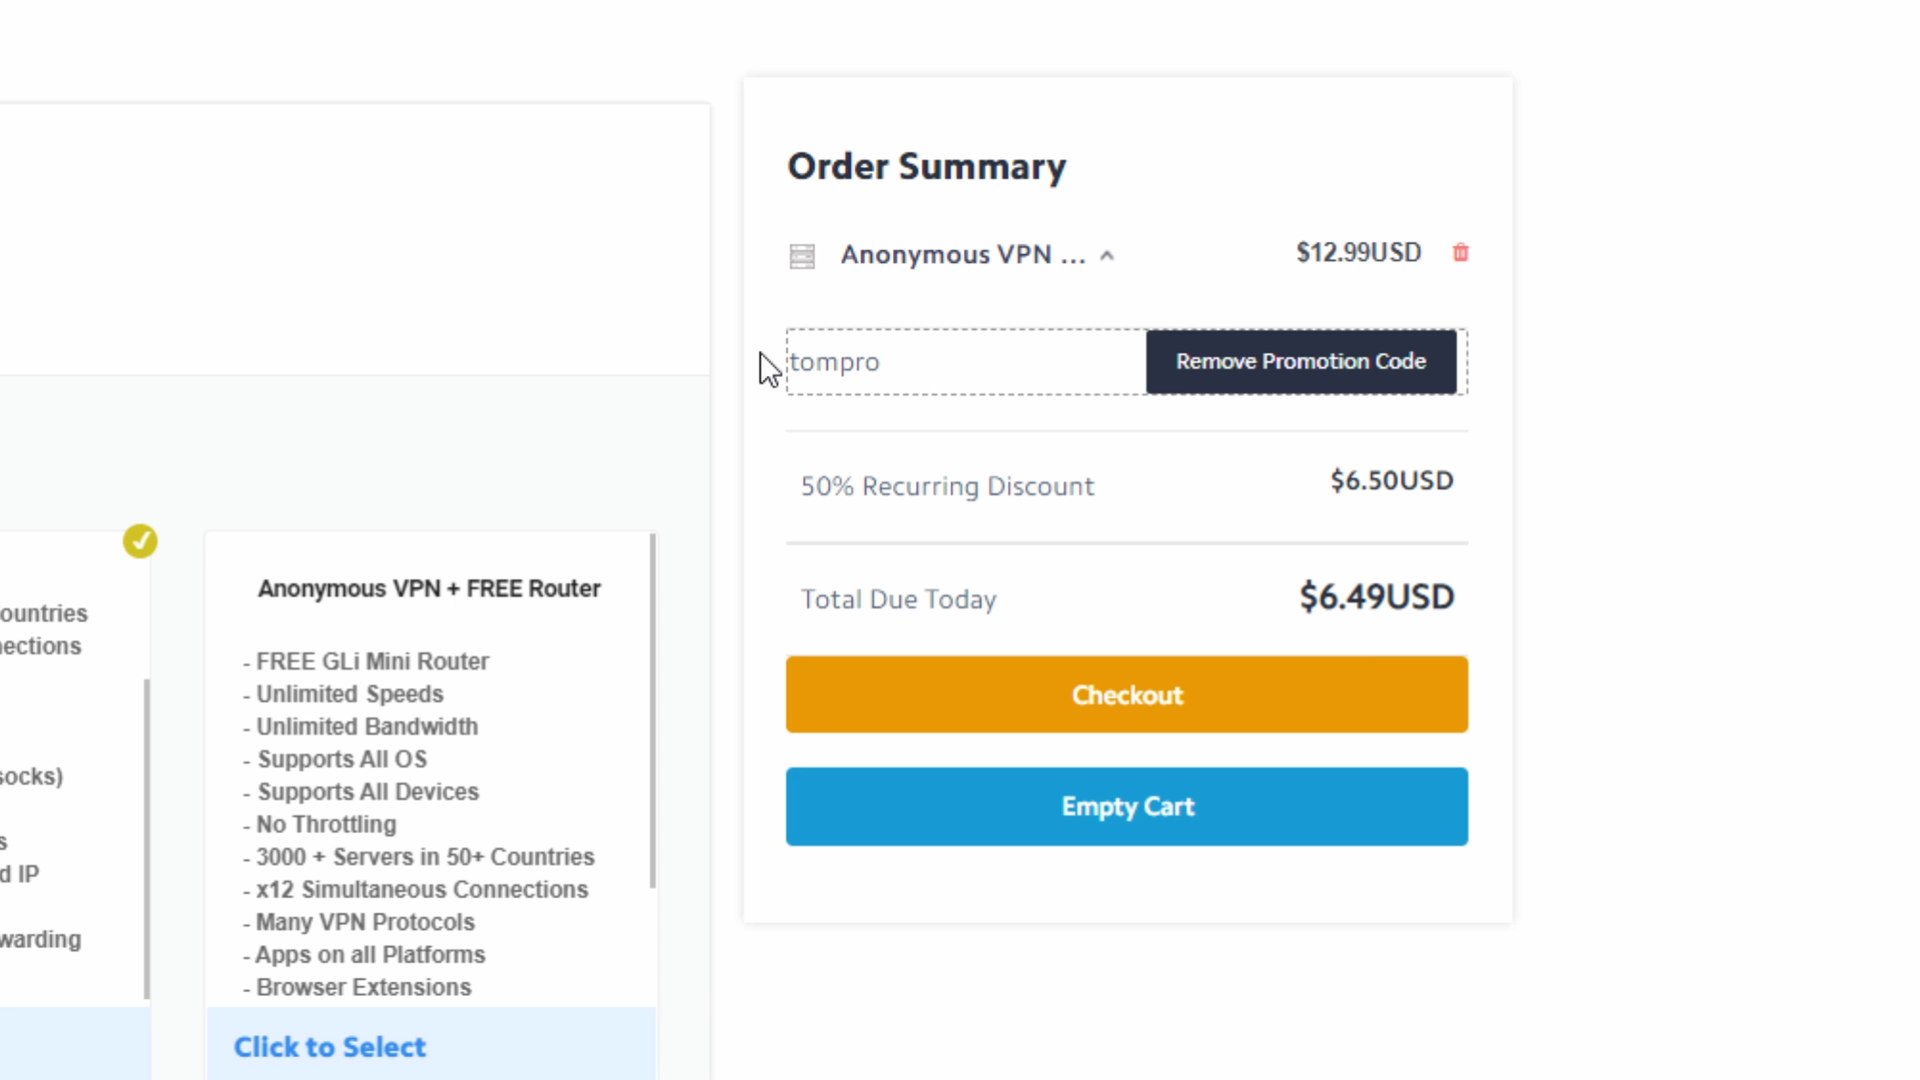 Order Summary
Anonymous VPN ...
$12.99USD
tompro
Remove Promotion Code
50% Recurring Discount
$6.50USD
Total Due Today
$6.49USD
Checkout
Empty Cart
ountries
ections
socks)
s
d IP
warding
Anonymous VPN + FREE Router
- FREE GLi Mini Router
- Unlimited Speeds
- Unlimited Bandwidth
- Supports All OS
- Supports All Devices
- No Throttling
- 3000 + Servers in 50+ Countries
- x12 Simultaneous Connections
- Many VPN Protocols
- Apps on all Platforms
- Browser Extensions
Click to Select